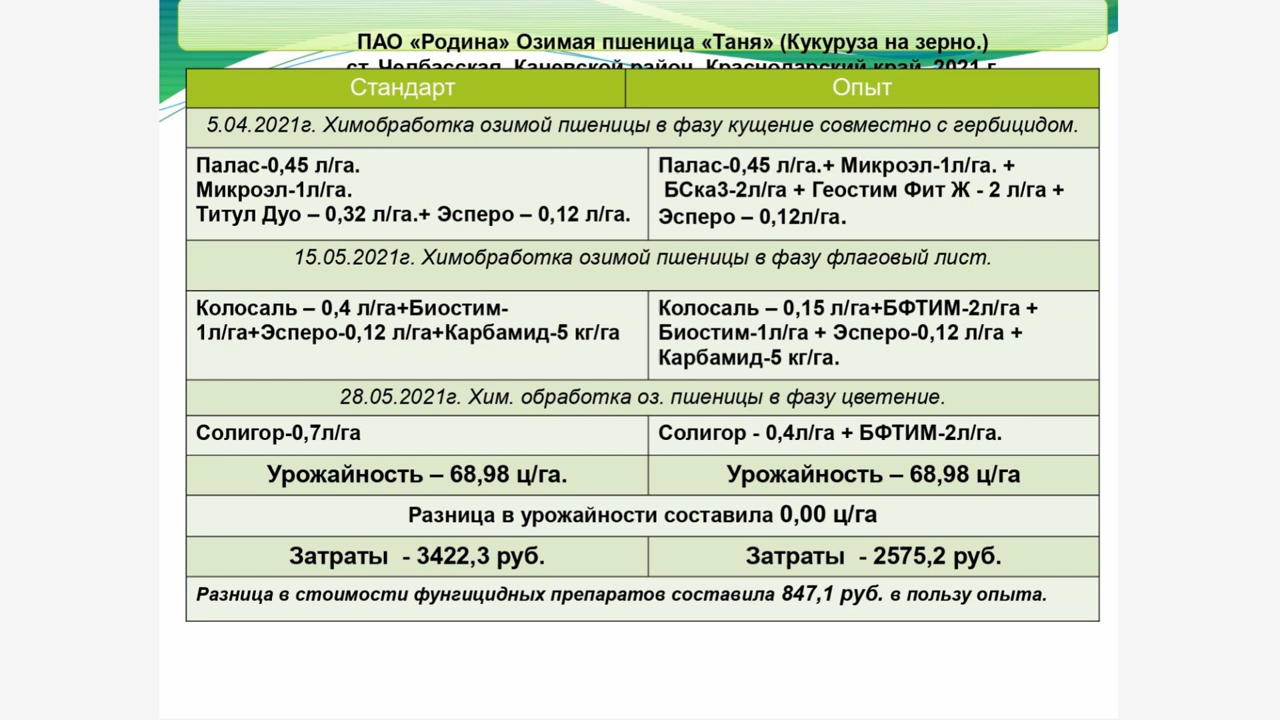 ПАО «Родина» Озимая пшеница «Таня» (Кукуруза на зерно.)
ст. Челбасская, Каневской район, Краснодарский край, 2021 г
Стандарт
Опыт
5.04.2021г. Химобработка озимой пшеницы в фазу кущение совместно с гербицидом.
Палас-0,45 л/га.
Микроэл-1л/га.
Титул Дуо – 0,32 л/га.+ Эсперо – 0,12 л/га.
Палас-0,45 л/га.+ Микроэл-1л/га. +
БСка3-2л/га + Геостим Фит Ж - 2 л/га +
Эсперо – 0,12л/га.
15.05.2021г. Химобработка озимой пшеницы в фазу флаговый лист.
Колосаль – 0,4 л/га+Биостим-
1л/га+Эсперо-0,12 л/га+Карбамид-5 кг/га
Колосаль – 0,15 л/га+БФТИМ-2л/га +
Биостим-1л/га + Эсперо-0,12 л/га +
Карбамид-5 кг/га.
28.05.2021г. Хим. обработка оз. пшеницы в фазу цветение.
Солигор-0,7л/га
Солигор - 0,4л/га + БФТИМ-2л/га.
Урожайность – 68,98 ц/га.
Урожайность – 68,98 ц/га
Разница в урожайности составила 0,00 ц/га
Затраты - 3422,3 руб.
Затраты - 2575,2 руб.
Разница в стоимости фунгицидных препаратов составила 847,1 руб. в пользу опыта.